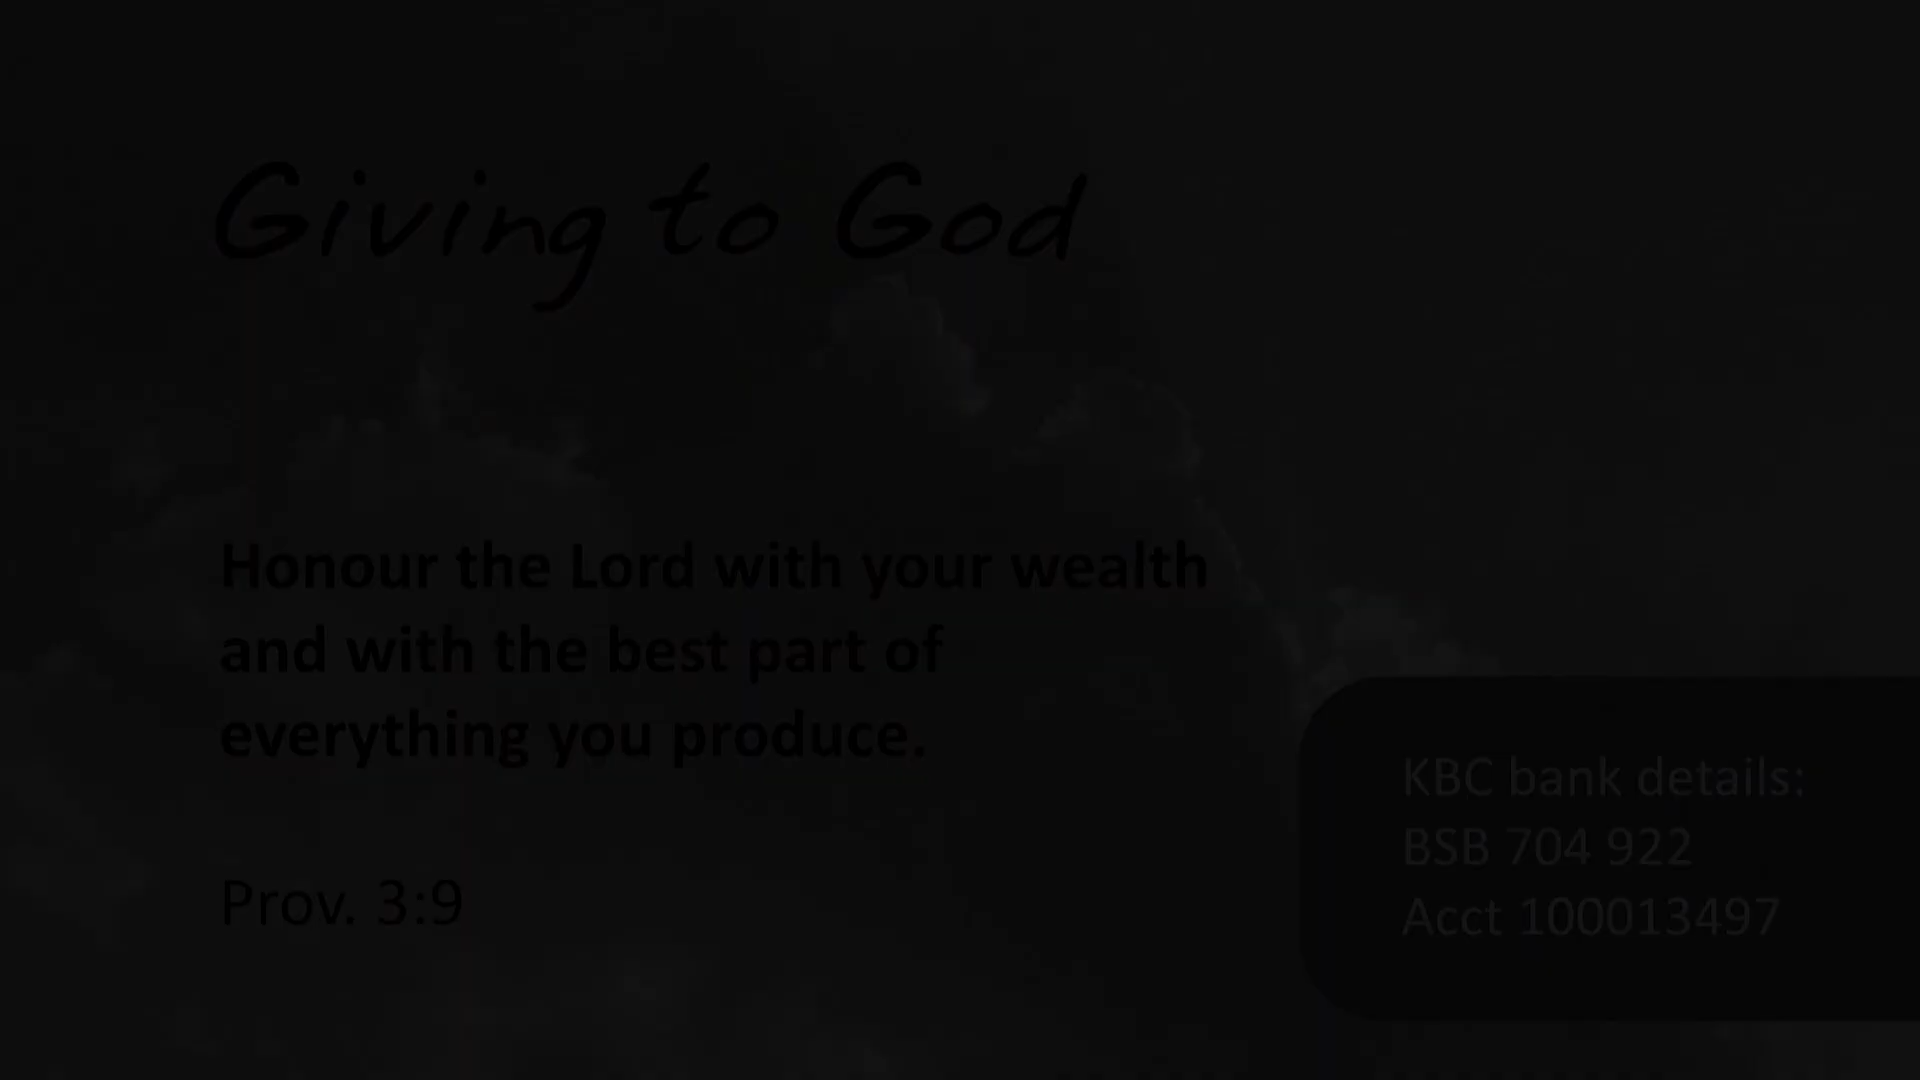 Giving to God
Honour the Lord with your wealth
and with the best part of
everything you produce.
Prov. 3:9
KBC bank details:
BSB 704 922
Acct 100013497